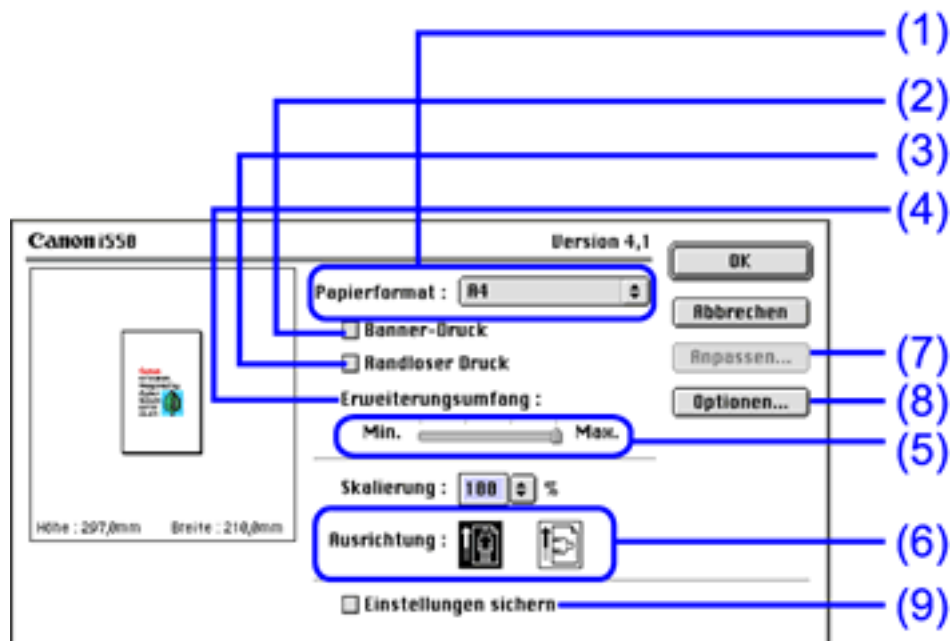 (1)
(2)
(3)
(4)
Canon i550 Version 4,1
OK
Papierformat : A4
Abbrechen
Banner-Druck
Randloser Druck
Anpassen...
(7)
Erweiterungsumfang :
Optionen...
(8)
Min. Max.
(5)
Skalierung : 100 %
Höhe : 297,0mm Breite : 210,0mm
Ausrichtung :
(6)
Einstellungen sichern
(9)